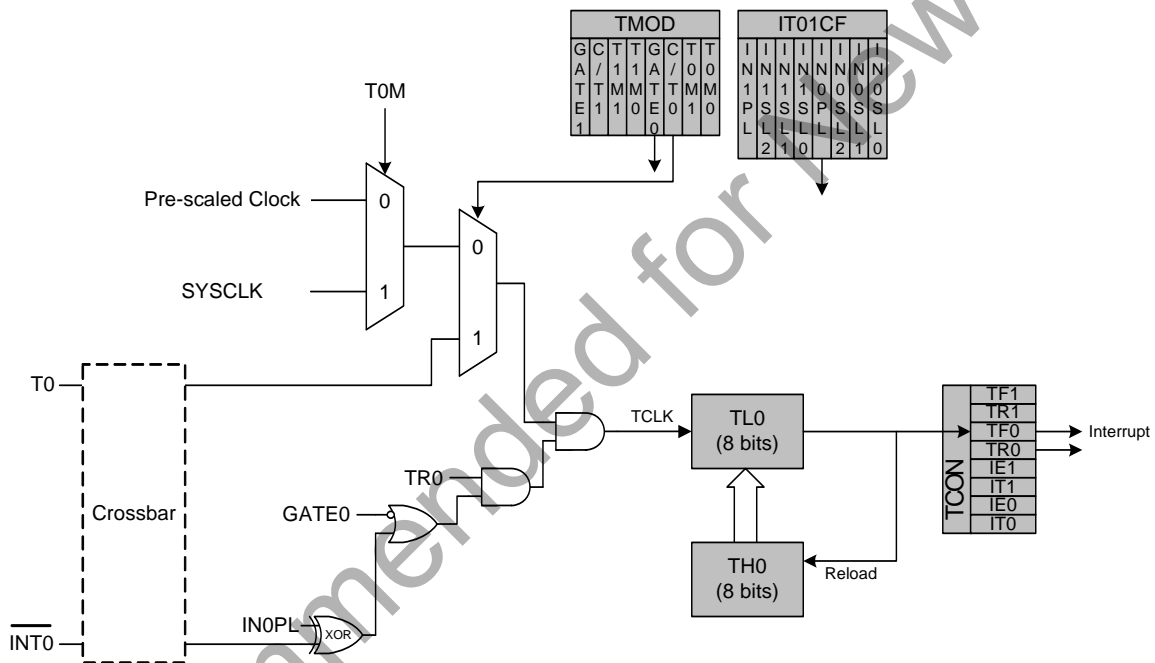 TMOD
GATE1
C/T1
T1M1
T1M0
GATE0
C/T0
T0M1
T0M0
IT01CF
IN1PL
IN1SL2
IN1SL1
IN1SL0
IN0PL
IN0SL2
IN0SL1
IN0SL0
T0M
Pre-scaled Clock
0
SYSCLK
1
0
1
T0
Crossbar
INT0
TR0
GATE0
IN0PL
XOR
TCLK
TL0
(8 bits)
TH0
(8 bits)
Reload
TCON
TF1
TR1
TF0
TR0
IE1
IT1
IE0
IT0
Interrupt
mmended for New